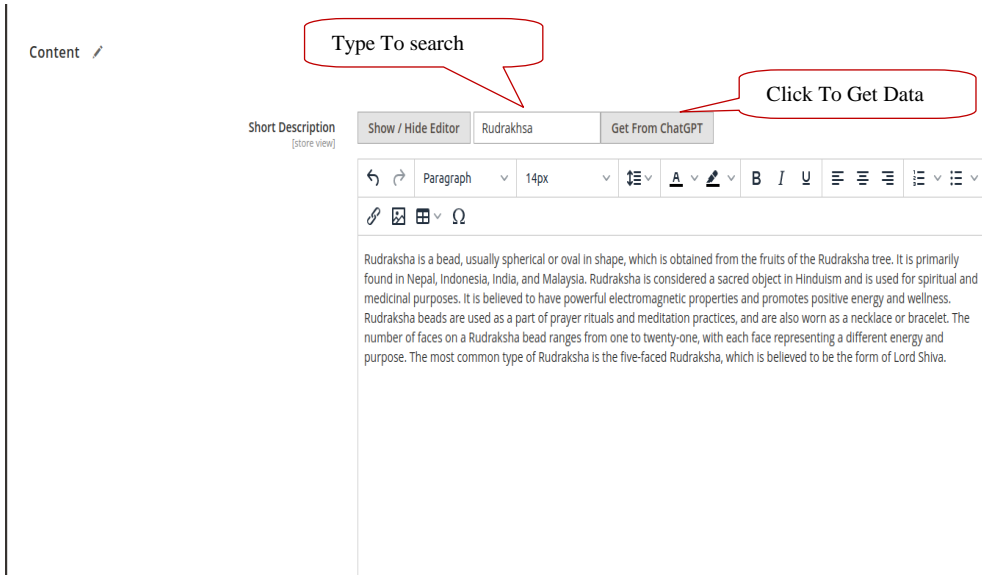 Type To search
Content
Click To Get Data
Short Description
[store view]
Show / Hide Editor
Rudrakhsa
Get From ChatGPT
Paragraph
14px
A
B I U
Ω
Rudraksha is a bead, usually spherical or oval in shape, which is obtained from the fruits of the Rudraksha tree. It is primarily
found in Nepal, Indonesia, India, and Malaysia. Rudraksha is considered a sacred object in Hinduism and is used for spiritual and
medicinal purposes. It is believed to have powerful electromagnetic properties and promotes positive energy and wellness.
Rudraksha beads are used as a part of prayer rituals and meditation practices, and are also worn as a necklace or bracelet. The
number of faces on a Rudraksha bead ranges from one to twenty-one, with each face representing a different energy and
purpose. The most common type of Rudraksha is the five-faced Rudraksha, which is believed to be the form of Lord Shiva.